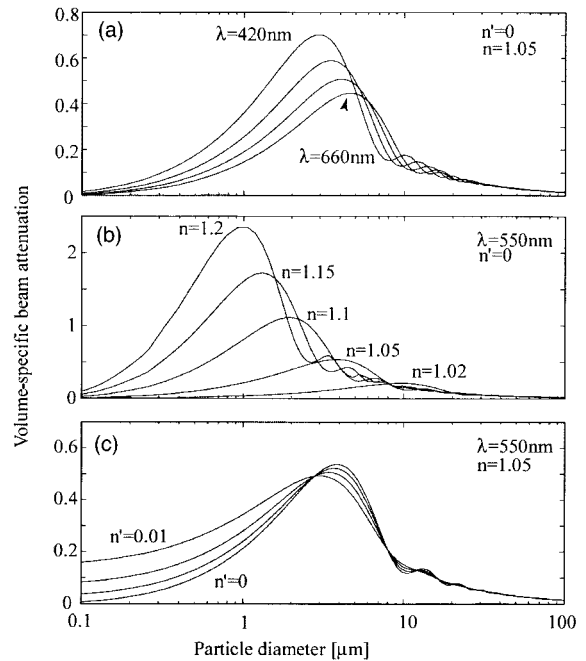 Volume-specific beam attenuation
(a)
λ=420nm
λ=660nm
n'=0
n=1.05
0.8
0.6
0.4
0.2
0
(b)
n=1.2
n=1.15
n=1.1
n=1.05
n=1.02
λ=550nm
n'=0
2
1
0
(c)
n'=0.01
n'=0
λ=550nm
n=1.05
0.6
0.4
0.2
0
0.1
1
10
100
Particle diameter [μm]